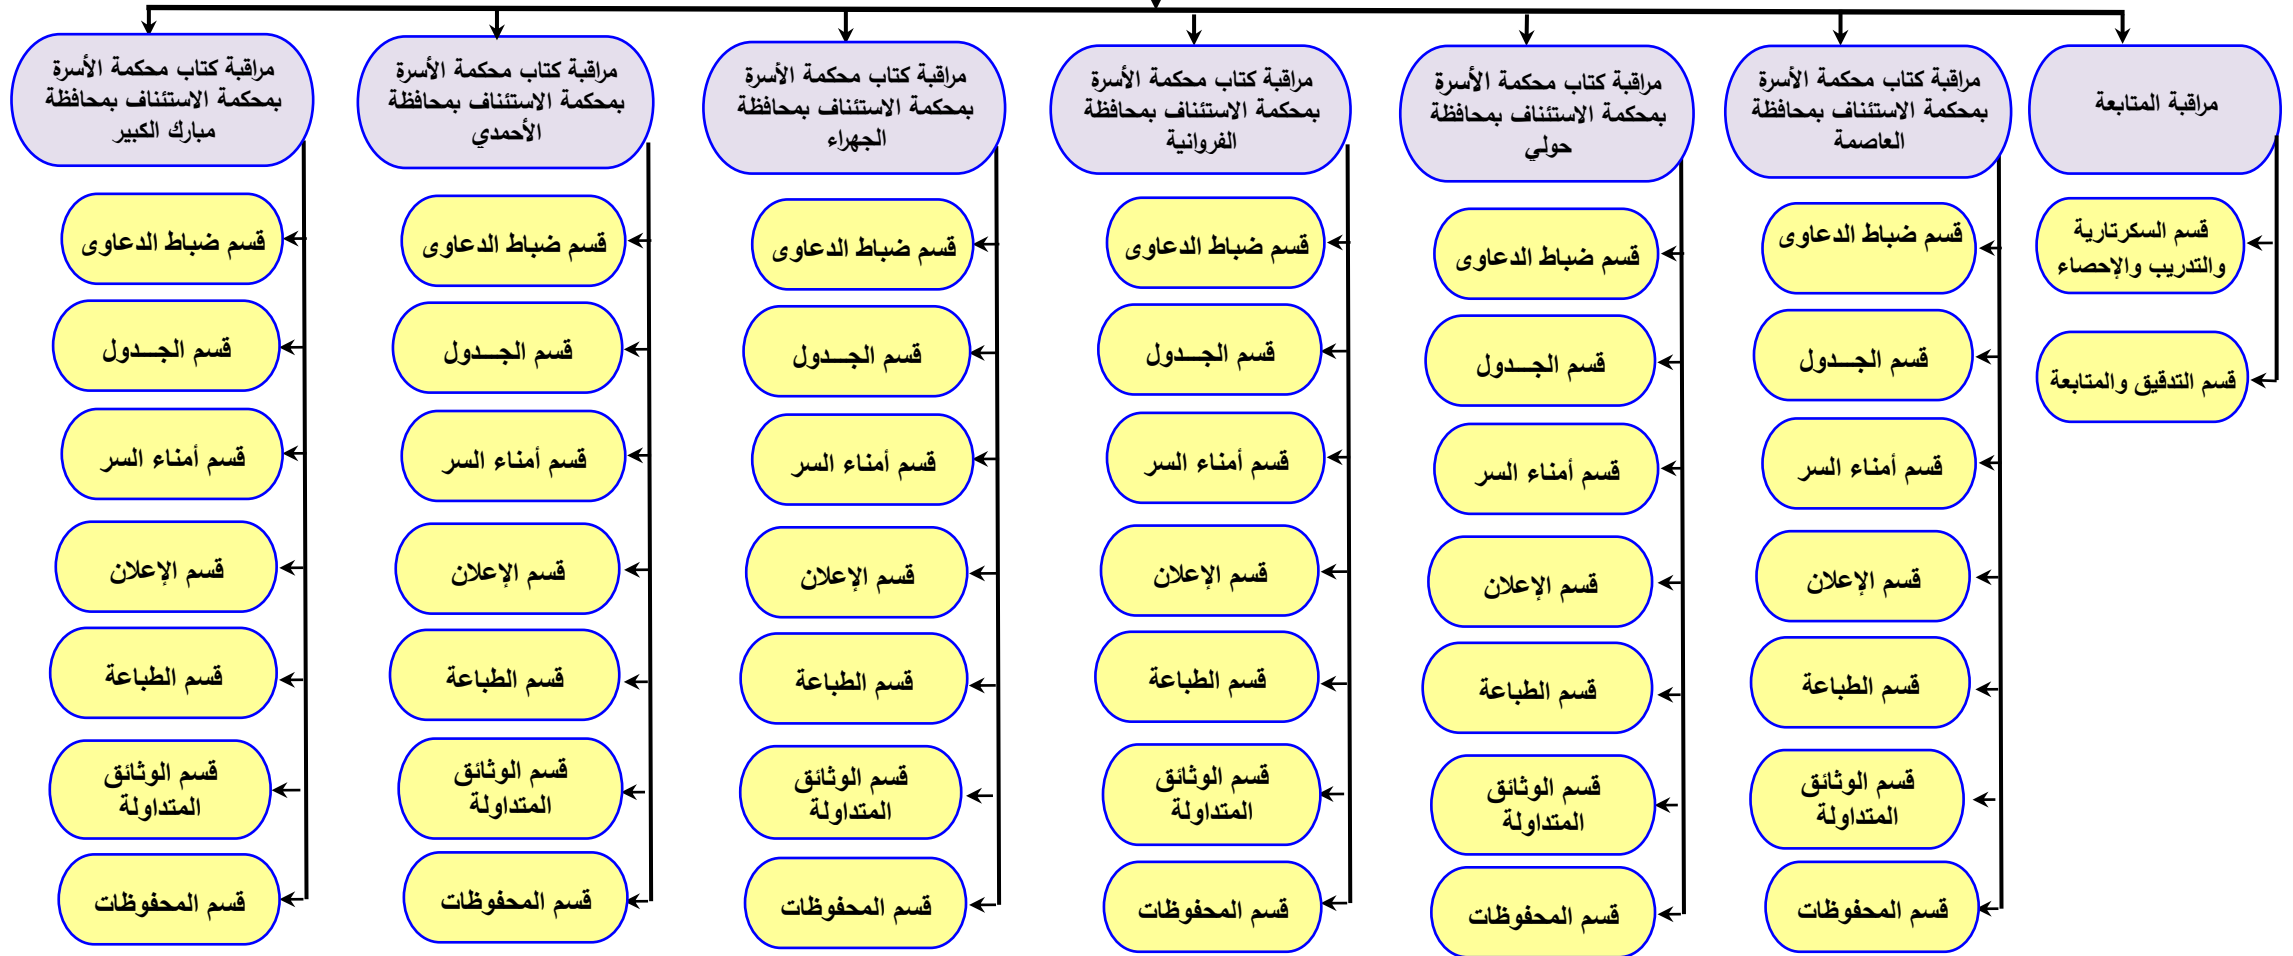 مراقبة المتابعة
قسم السكرتارية
والتدريب والإحصاء
قسم التدقيق والمتابعة
مراقبة كتاب محكمة الأسرة
بمحكمة الاستئناف بمحافظة
العاصمة
قسم ضباط الدعاوى
قسم الجـــدول
قسم أمناء السر
قسم الإعلان
قسم الطباعة
قسم الوثائق
المتداولة
قسم المحفوظات
مراقبة كتاب محكمة الأسرة
بمحكمة الاستئناف بمحافظة
حولي
قسم ضباط الدعاوى
قسم الجـــدول
قسم أمناء السر
قسم الإعلان
قسم الطباعة
قسم الوثائق
المتداولة
قسم المحفوظات
مراقبة كتاب محكمة الأسرة
بمحكمة الاستئناف بمحافظة
الفروانية
قسم ضباط الدعاوى
قسم الجـــدول
قسم أمناء السر
قسم الإعلان
قسم الطباعة
قسم الوثائق
المتداولة
قسم المحفوظات
مراقبة كتاب محكمة الأسرة
بمحكمة الاستئناف بمحافظة
الجهراء
قسم ضباط الدعاوى
قسم الجـــدول
قسم أمناء السر
قسم الإعلان
قسم الطباعة
قسم الوثائق
المتداولة
قسم المحفوظات
مراقبة كتاب محكمة الأسرة
بمحكمة الاستئناف بمحافظة
الأحمدي
قسم ضباط الدعاوى
قسم الجـــدول
قسم أمناء السر
قسم الإعلان
قسم الطباعة
قسم الوثائق
المتداولة
قسم المحفوظات
مراقبة كتاب محكمة الأسرة
بمحكمة الاستئناف بمحافظة
مبارك الكبير
قسم ضباط الدعاوى
قسم الجـــدول
قسم أمناء السر
قسم الإعلان
قسم الطباعة
قسم الوثائق
المتداولة
قسم المحفوظات